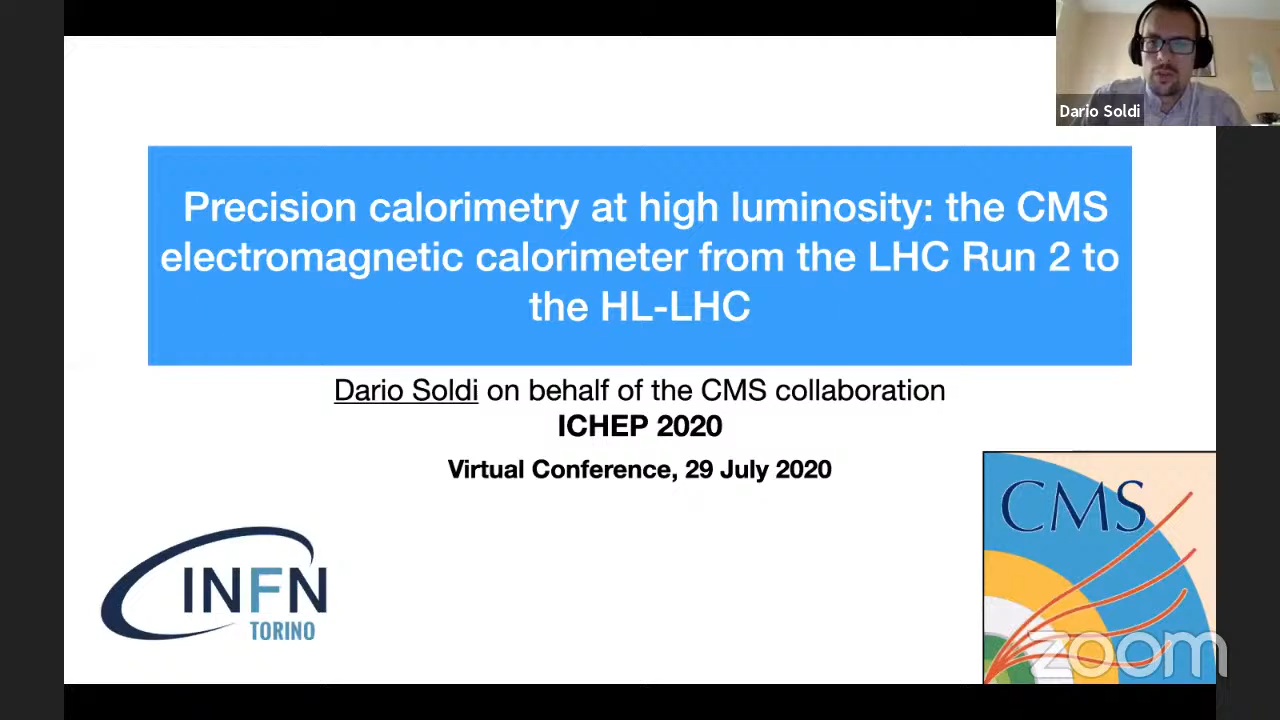 Dario Soldi
Precision calorimetry at high luminosity: the CMS
electromagnetic calorimeter from the LHC Run 2 to
the HL-LHC
Dario Soldi on behalf of the CMS collaboration
ICHEP 2020
Virtual Conference, 29 July 2020
CMS
INFN
TORINO
zoom